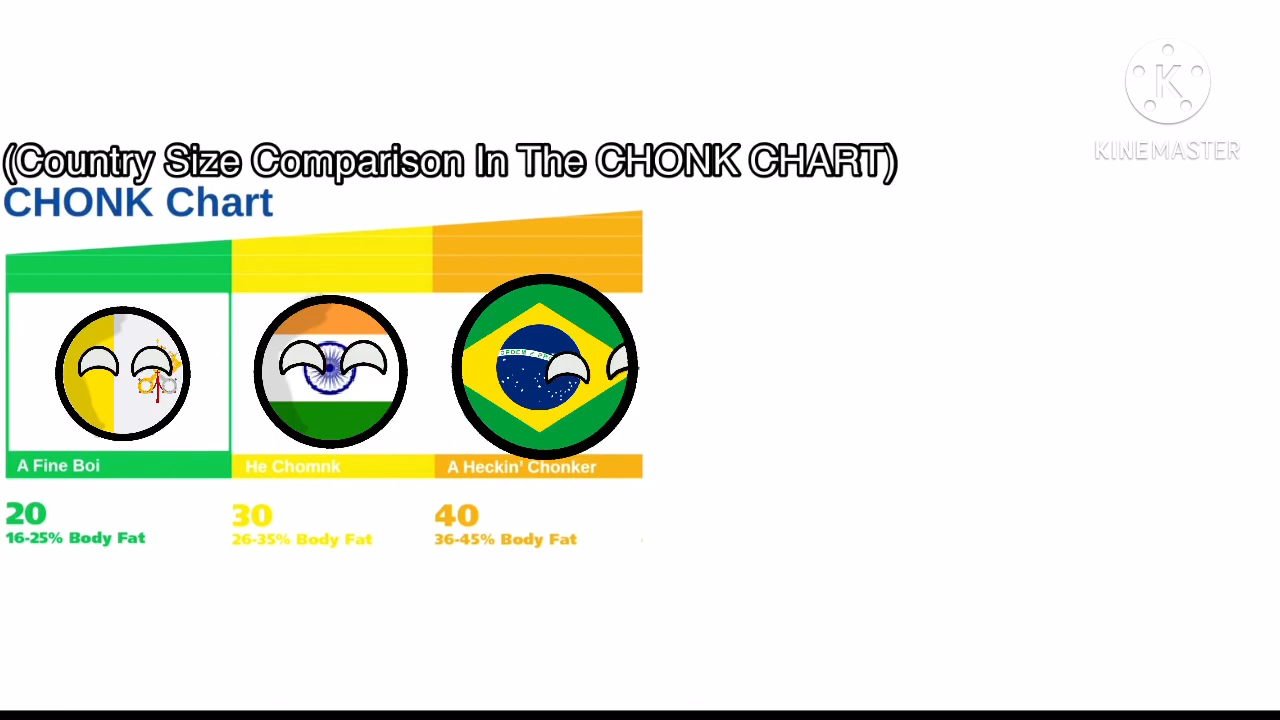 K
KINEMASTER
(Country Size Comparison In The CHONK CHART)
CHONK Chart
A Fine Boi
He Chomnk
A Heckin' Chonker
20
30
40
16-25% Body Fat
26-35% Body Fat
36-45% Body Fat